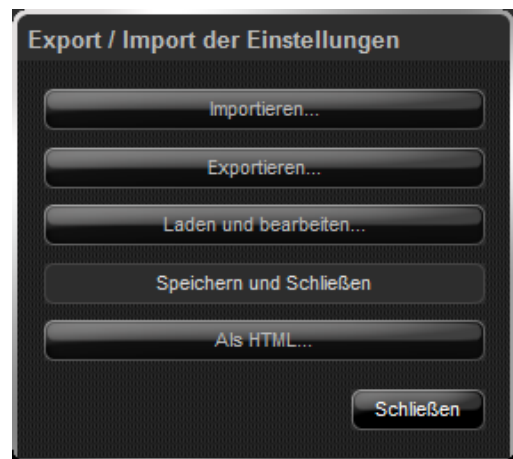 Export / Import der Einstellungen
Importieren...
Exportieren...
Laden und bearbeiten...
Speichern und Schließen
Als HTML...
Schließen